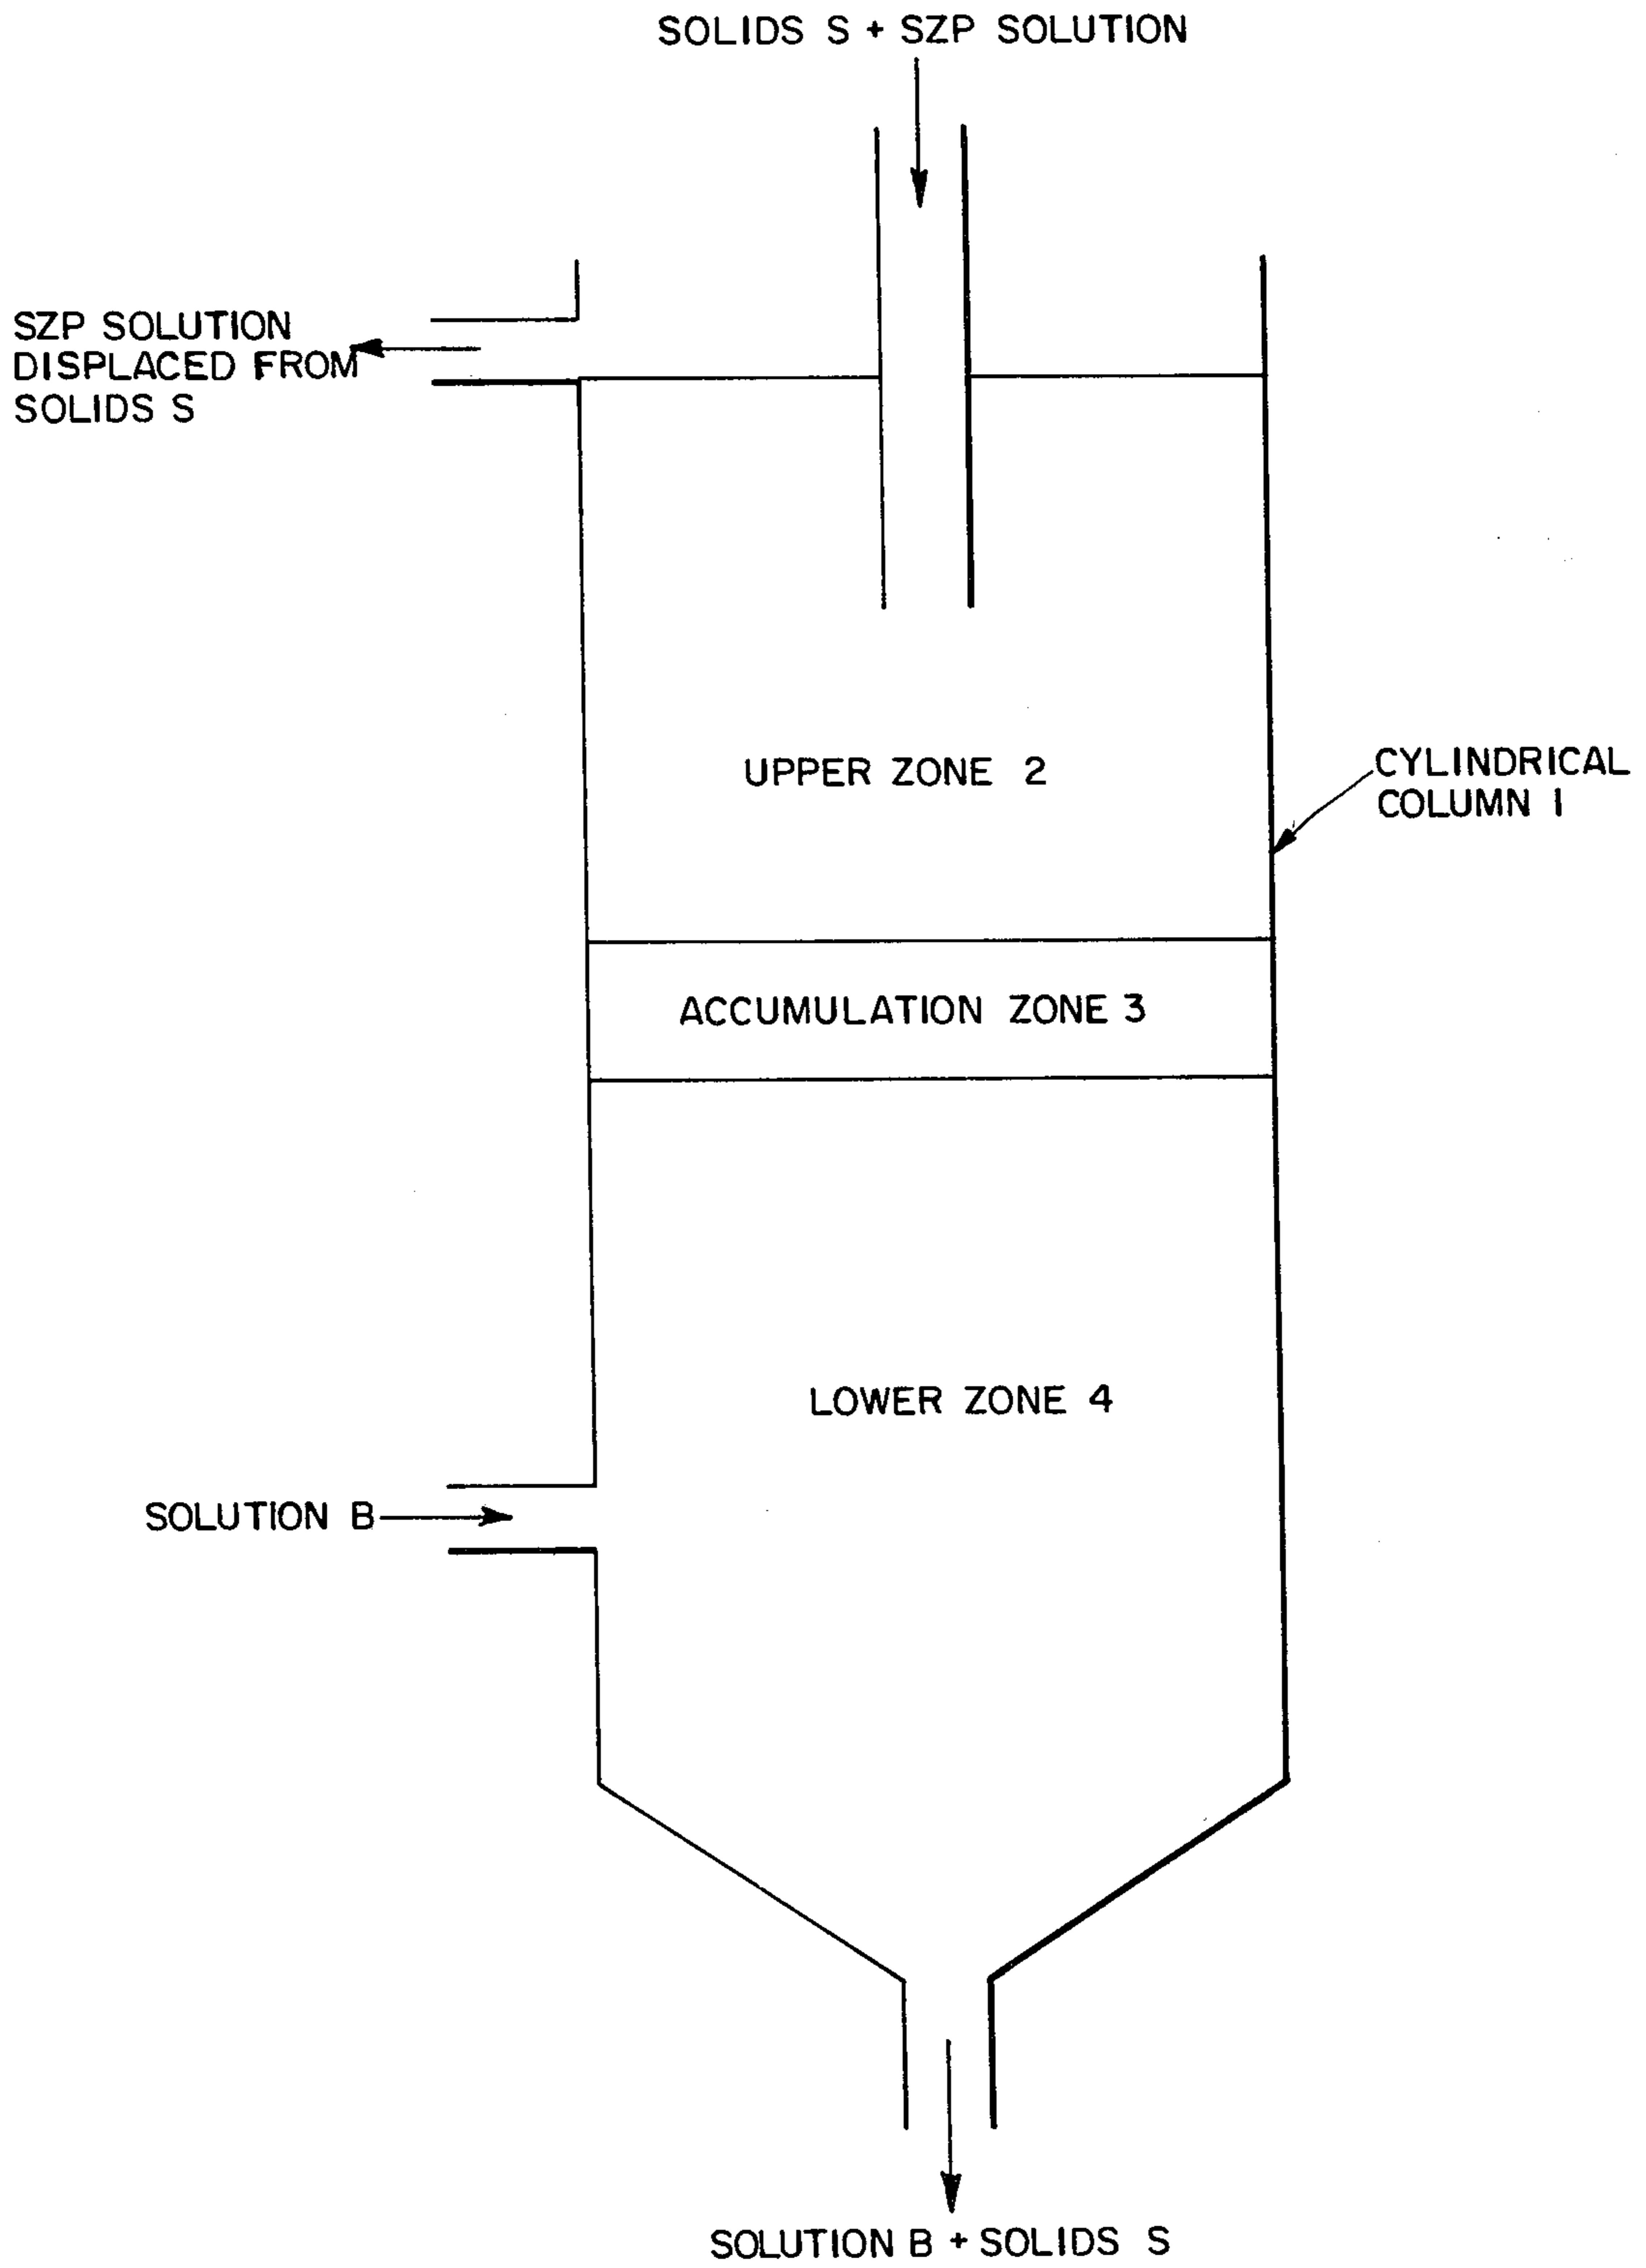 SOLIDS S + SZP SOLUTION
SZP SOLUTION
DISPLACED FROM
SOLIDS S
UPPER ZONE 2
CYLINDRICAL
COLUMN 1
ACCUMULATION ZONE 3
LOWER ZONE 4
SOLUTION B
SOLUTION B + SOLIDS S